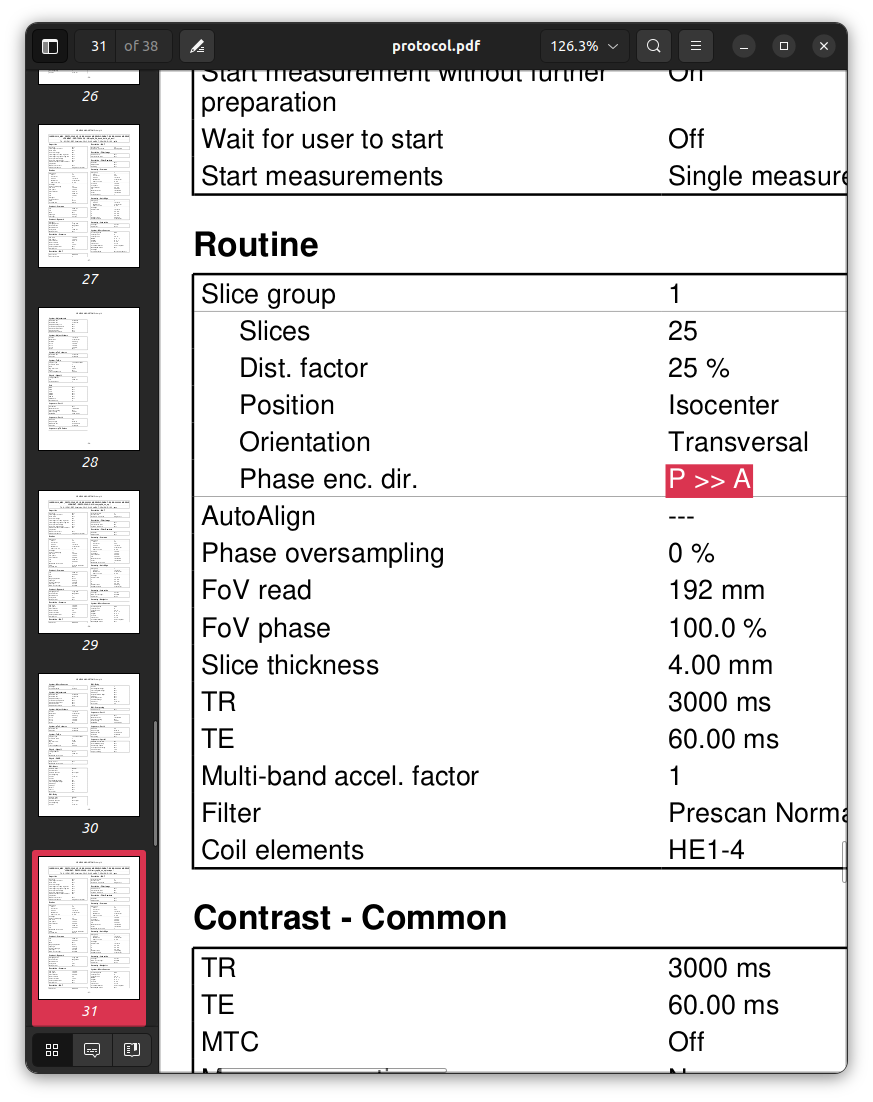 31 of 38
protocol.pdf
126.3%
26
27
28
29
30
31
Start measurement without further On
preparation
Wait for user to start Off
Start measurements Single measure
Routine
Slice group 1
Slices 25
Dist. factor 25 %
Position Isocenter
Orientation Transversal
Phase enc. dir. P >> A
AutoAlign ---
Phase oversampling 0 %
FoV read 192 mm
FoV phase 100.0 %
Slice thickness 4.00 mm
TR 3000 ms
TE 60.00 ms
Multi-band accel. factor 1
Filter Prescan Norma
Coil elements HE1-4
Contrast - Common
TR 3000 ms
TE 60.00 ms
MTC Off